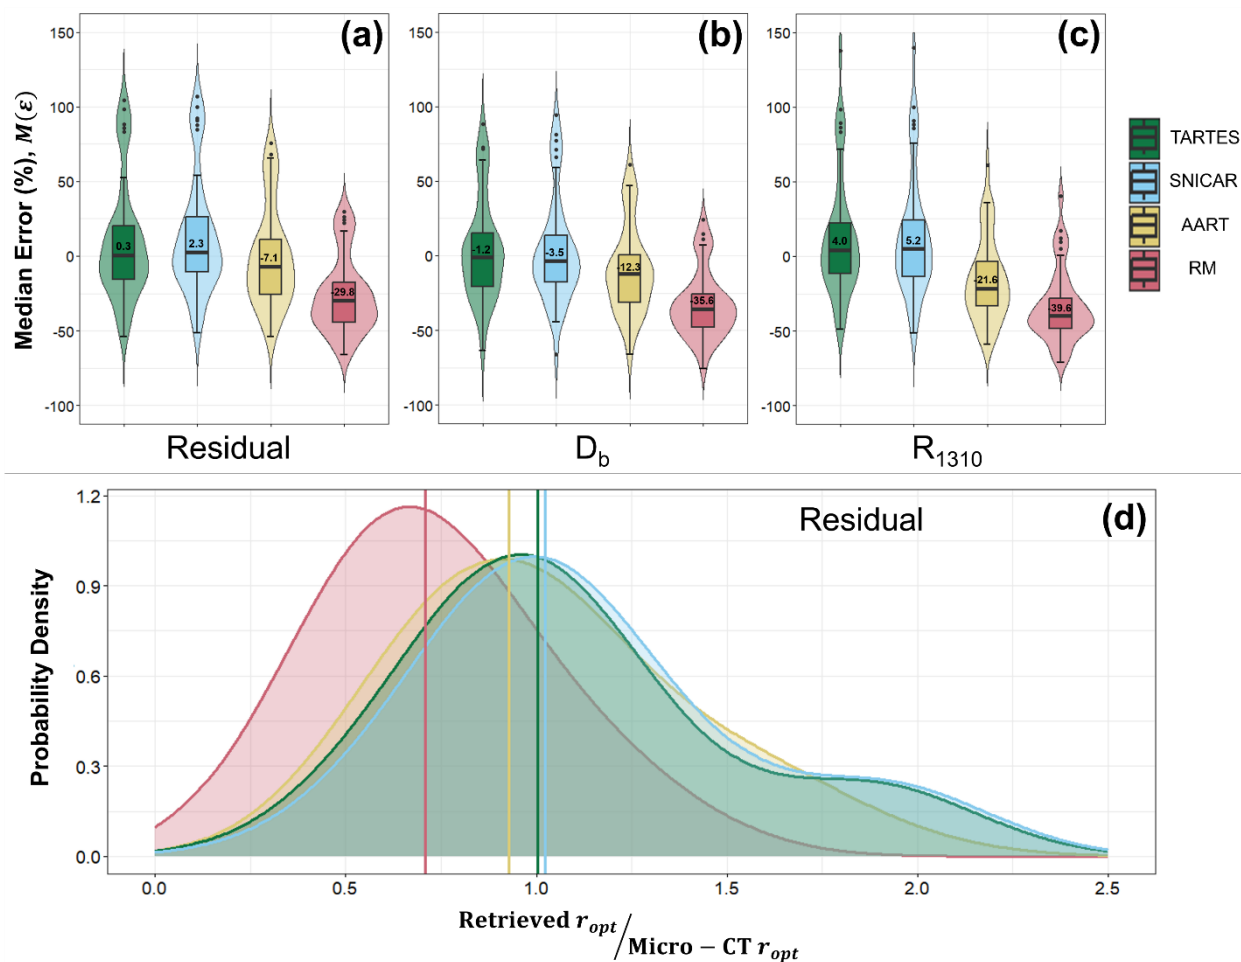 (a)
(b)
(c)
Median Error (%), M(ε)
150
100
50
0
-50
-100
0.3
2.3
-7.1
-29.8
Residual
150
100
50
0
-50
-100
-1.2
-3.5
-12.3
-35.6
D_b
150
100
50
0
-50
-100
4.0
5.2
-21.6
-39.6
R_1310
TARTES
SNICAR
AART
RM
Residual
(d)
Probability Density
1.2
0.9
0.6
0.3
0.0
0.0
0.5
1.0
1.5
2.0
2.5
Retrieved r_opt
/Micro − CT r_opt